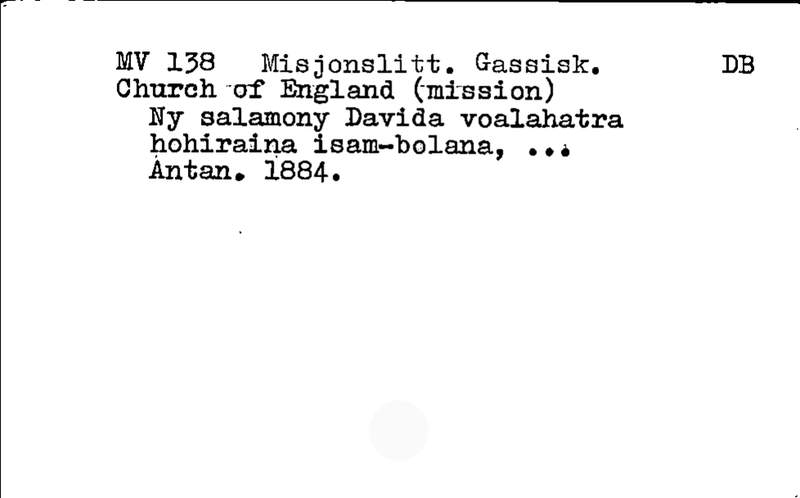 MV 138 Misjonslitt. Gassisk. DB
Church of England (mission)
Ny salamony Davida voalahatra
hohiraina isam-bolana, ...
Antan. 1884.